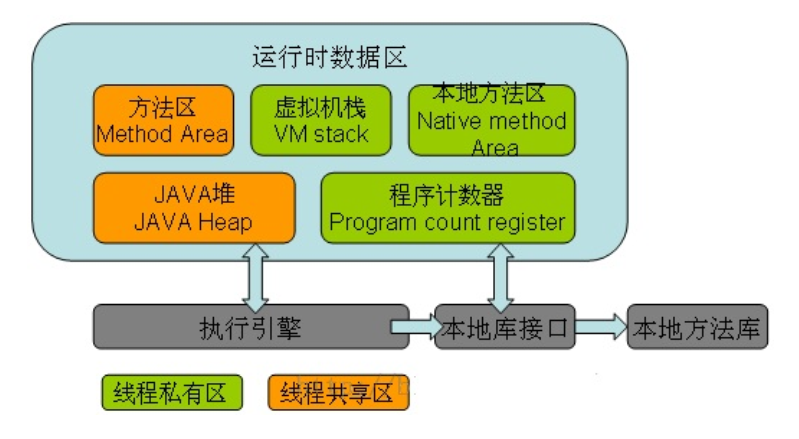 运行时数据区
方法区
Method Area
虚拟机栈
VM stack
本地方法区
Native method
Area
JAVA堆
JAVA Heap
程序计数器
Program count register
执行引擎
本地库接口
本地方法库
线程私有区
线程共享区